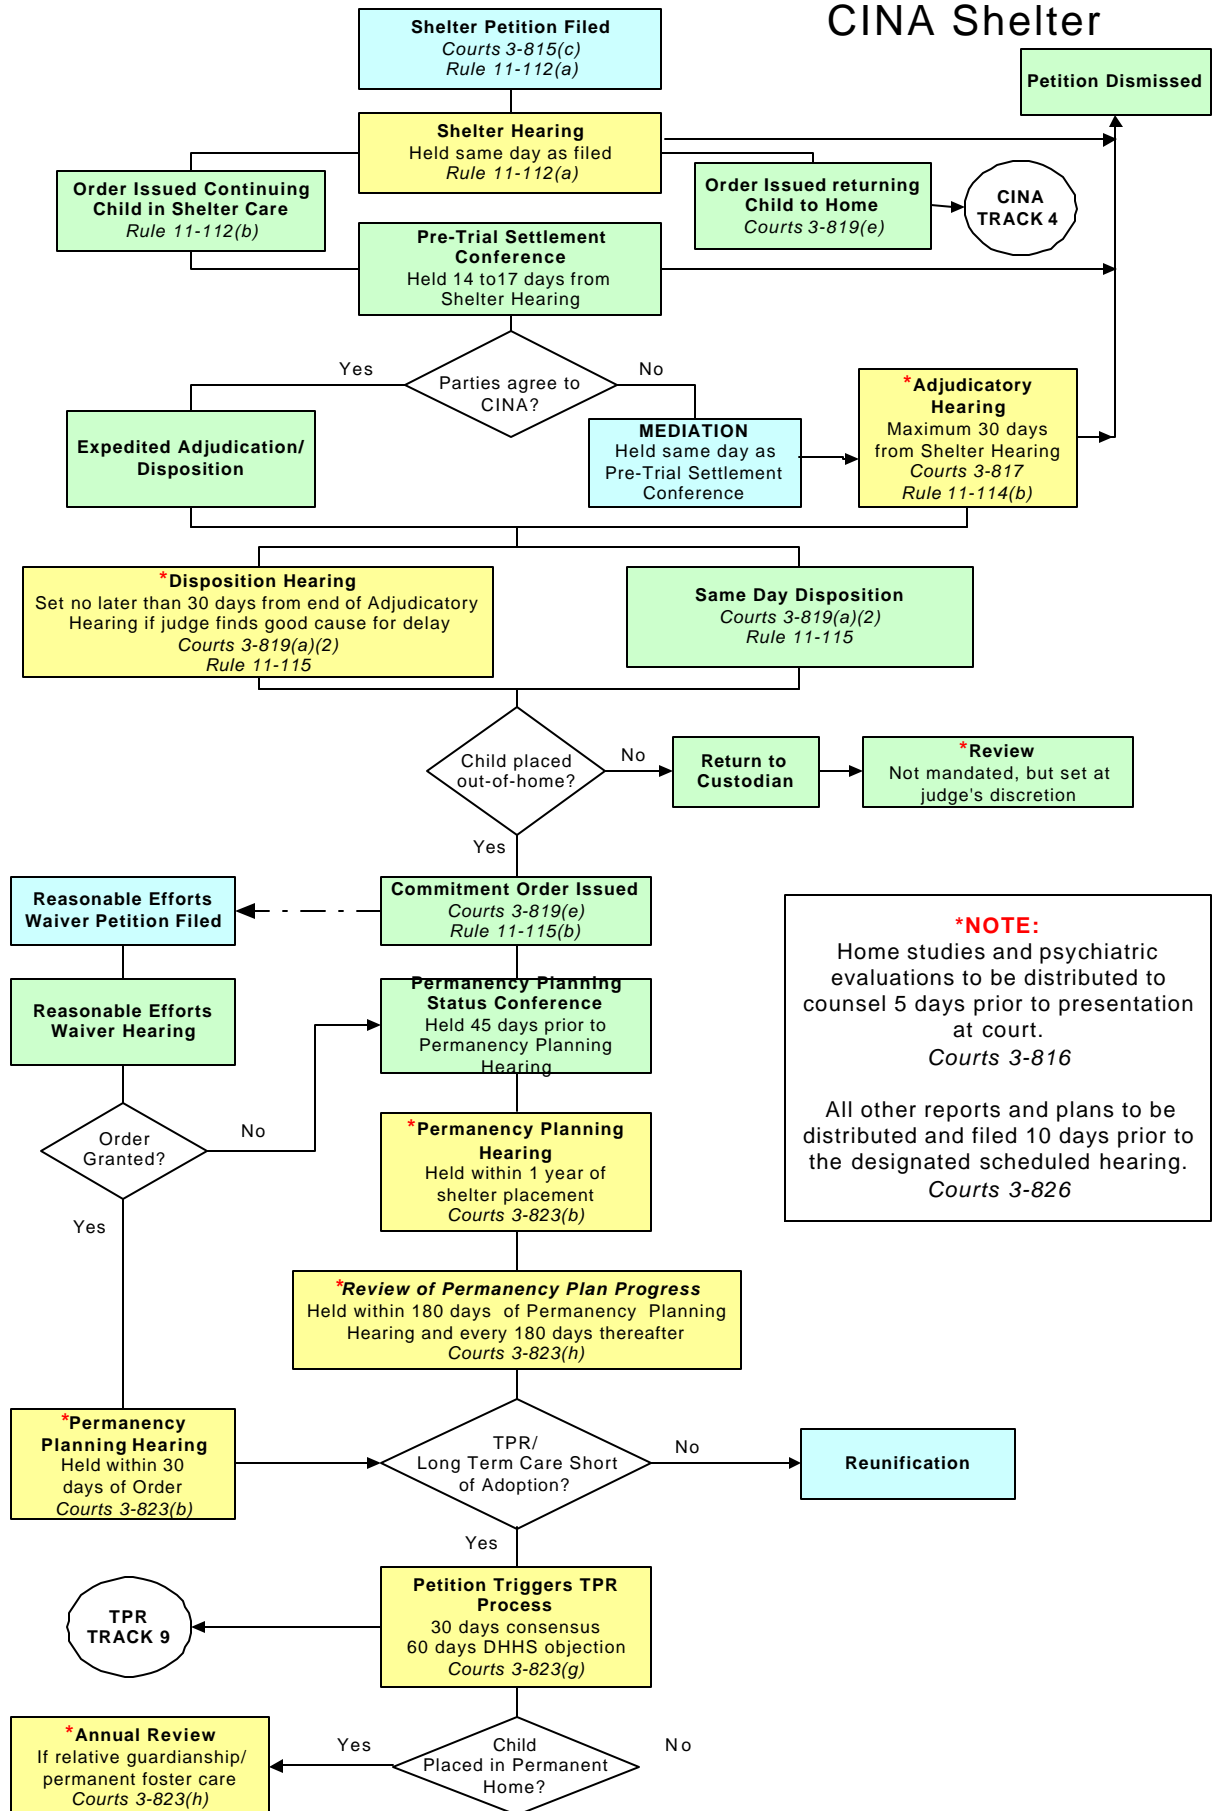 CINA Shelter
Shelter Petition Filed
Courts 3-815(c)
Rule 11-112(a)
Petition Dismissed
Shelter Hearing
Held same day as filed
Rule 11-112(a)
Order Issued Continuing
Child in Shelter Care
Rule 11-112(b)
Order Issued returning
Child to Home
Courts 3-819(e)
CINA
TRACK 4
Pre-Trial Settlement
Conference
Held 14 to17 days from
Shelter Hearing
Yes
Parties agree to
CINA?
No
Expedited Adjudication/
Disposition
MEDIATION
Held same day as
Pre-Trial Settlement
Conference
*Adjudicatory
Hearing
Maximum 30 days
from Shelter Hearing
Courts 3-817
Rule 11-114(b)
*Disposition Hearing
Set no later than 30 days from end of Adjudicatory
Hearing if judge finds good cause for delay
Courts 3-819(a)(2)
Rule 11-115
Same Day Disposition
Courts 3-819(a)(2)
Rule 11-115
Child placed
out-of-home?
No
Return to
Custodian
*Review
Not mandated, but set at
judge's discretion
Yes
Reasonable Efforts
Waiver Petition Filed
Commitment Order Issued
Courts 3-819(e)
Rule 11-115(b)
*NOTE:
Home studies and psychiatric
evaluations to be distributed to
counsel 5 days prior to presentation
at court.
Courts 3-816
All other reports and plans to be
distributed and filed 10 days prior to
the designated scheduled hearing.
Courts 3-826
Reasonable Efforts
Waiver Hearing
Permanency Planning
Status Conference
Held 45 days prior to
Permanency Planning
Hearing
Order
Granted?
No
Yes
*Permanency Planning
Hearing
Held within 1 year of
shelter placement
Courts 3-823(b)
*Review of Permanency Plan Progress
Held within 180 days of Permanency Planning
Hearing and every 180 days thereafter
Courts 3-823(h)
*Permanency
Planning Hearing
Held within 30
days of Order
Courts 3-823(b)
TPR/
Long Term Care Short
of Adoption?
No
Reunification
Yes
Petition Triggers TPR
Process
30 days consensus
60 days DHHS objection
Courts 3-823(g)
TPR
TRACK 9
*Annual Review
If relative guardianship/
permanent foster care
Courts 3-823(h)
Yes
Child
Placed in Permanent
Home?
No